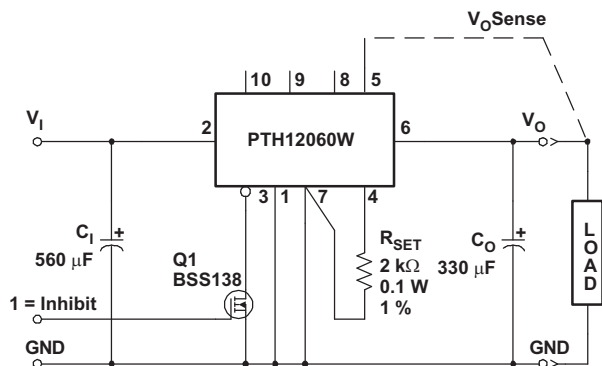 VOSense
10
9
8
5
VI
2
PTH12060W
6
VO
3
1
7
4
CI
+
560 μF
Q1
BSS138
RSET
2 kΩ
0.1 W
1 %
CO
+
330 μF
LOAD
1 = Inhibit
GND
GND